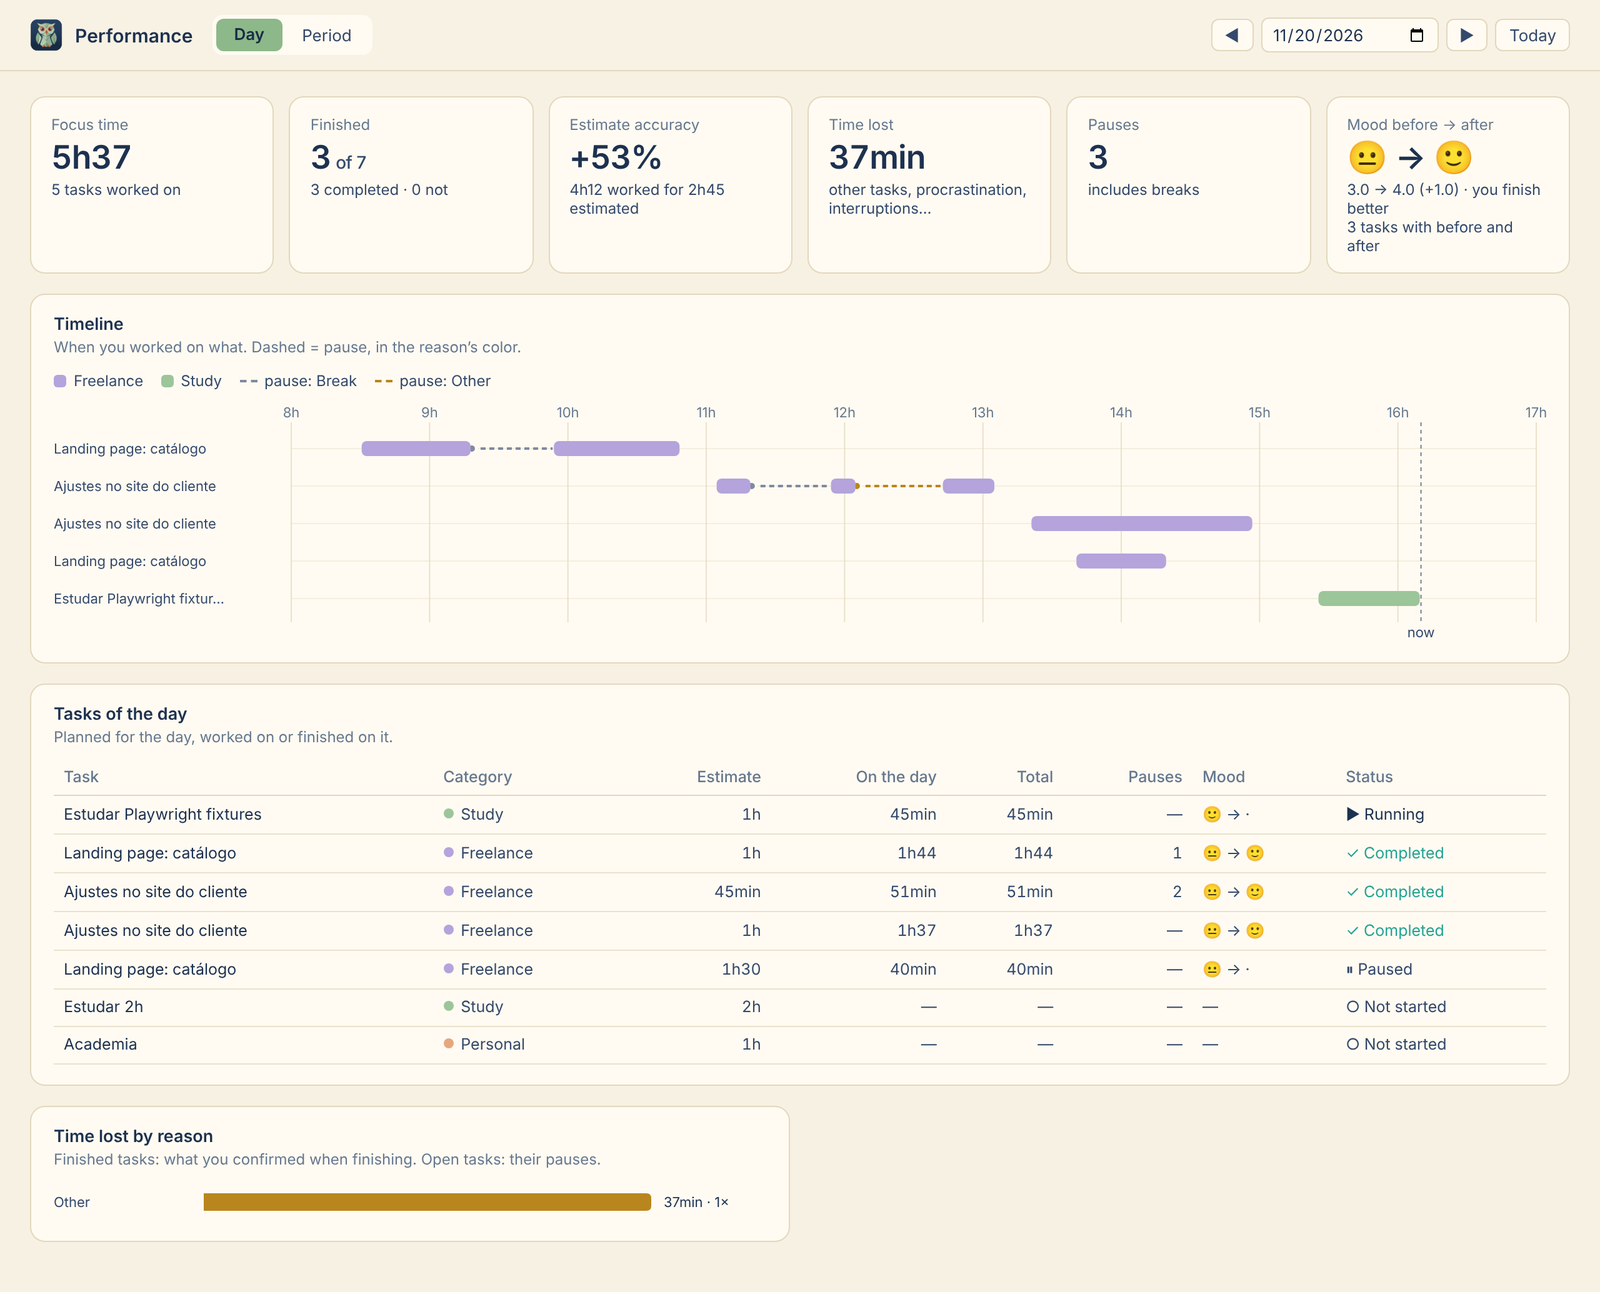 Performance
Day
Period
◀
11/20/2026
▶
Today
Focus time
5h37
5 tasks worked on
Finished
3 of 7
3 completed · 0 not
Estimate accuracy
+53%
4h12 worked for 2h45
estimated
Time lost
37min
other tasks, procrastination,
interruptions…
Pauses
3
includes breaks
Mood before → after
😐 → 🙂
3.0 → 4.0 (+1.0) · you finish
better
3 tasks with before and
after
Timeline
When you worked on what. Dashed = pause, in the reason’s color.
Freelance Study pause: Break pause: Other
8h 9h 10h 11h 12h 13h 14h 15h 16h 17h
Landing page: catálogo
Ajustes no site do cliente
Ajustes no site do cliente
Landing page: catálogo
Estudar Playwright fixtur…
now
Tasks of the day
Planned for the day, worked on or finished on it.
Task Category Estimate On the day Total Pauses Mood Status
Estudar Playwright fixtures Study 1h 45min 45min — 🙂 → · ▶ Running
Landing page: catálogo Freelance 1h 1h44 1h44 1 😐 → 🙂 ✓ Completed
Ajustes no site do cliente Freelance 45min 51min 51min 2 😐 → 🙂 ✓ Completed
Ajustes no site do cliente Freelance 1h 1h37 1h37 — 😐 → 🙂 ✓ Completed
Landing page: catálogo Freelance 1h30 40min 40min — 😐 → · ⏸ Paused
Estudar 2h Study 2h — — — — ○ Not started
Academia Personal 1h — — — — ○ Not started
Time lost by reason
Finished tasks: what you confirmed when finishing. Open tasks: their pauses.
Other 37min · 1×